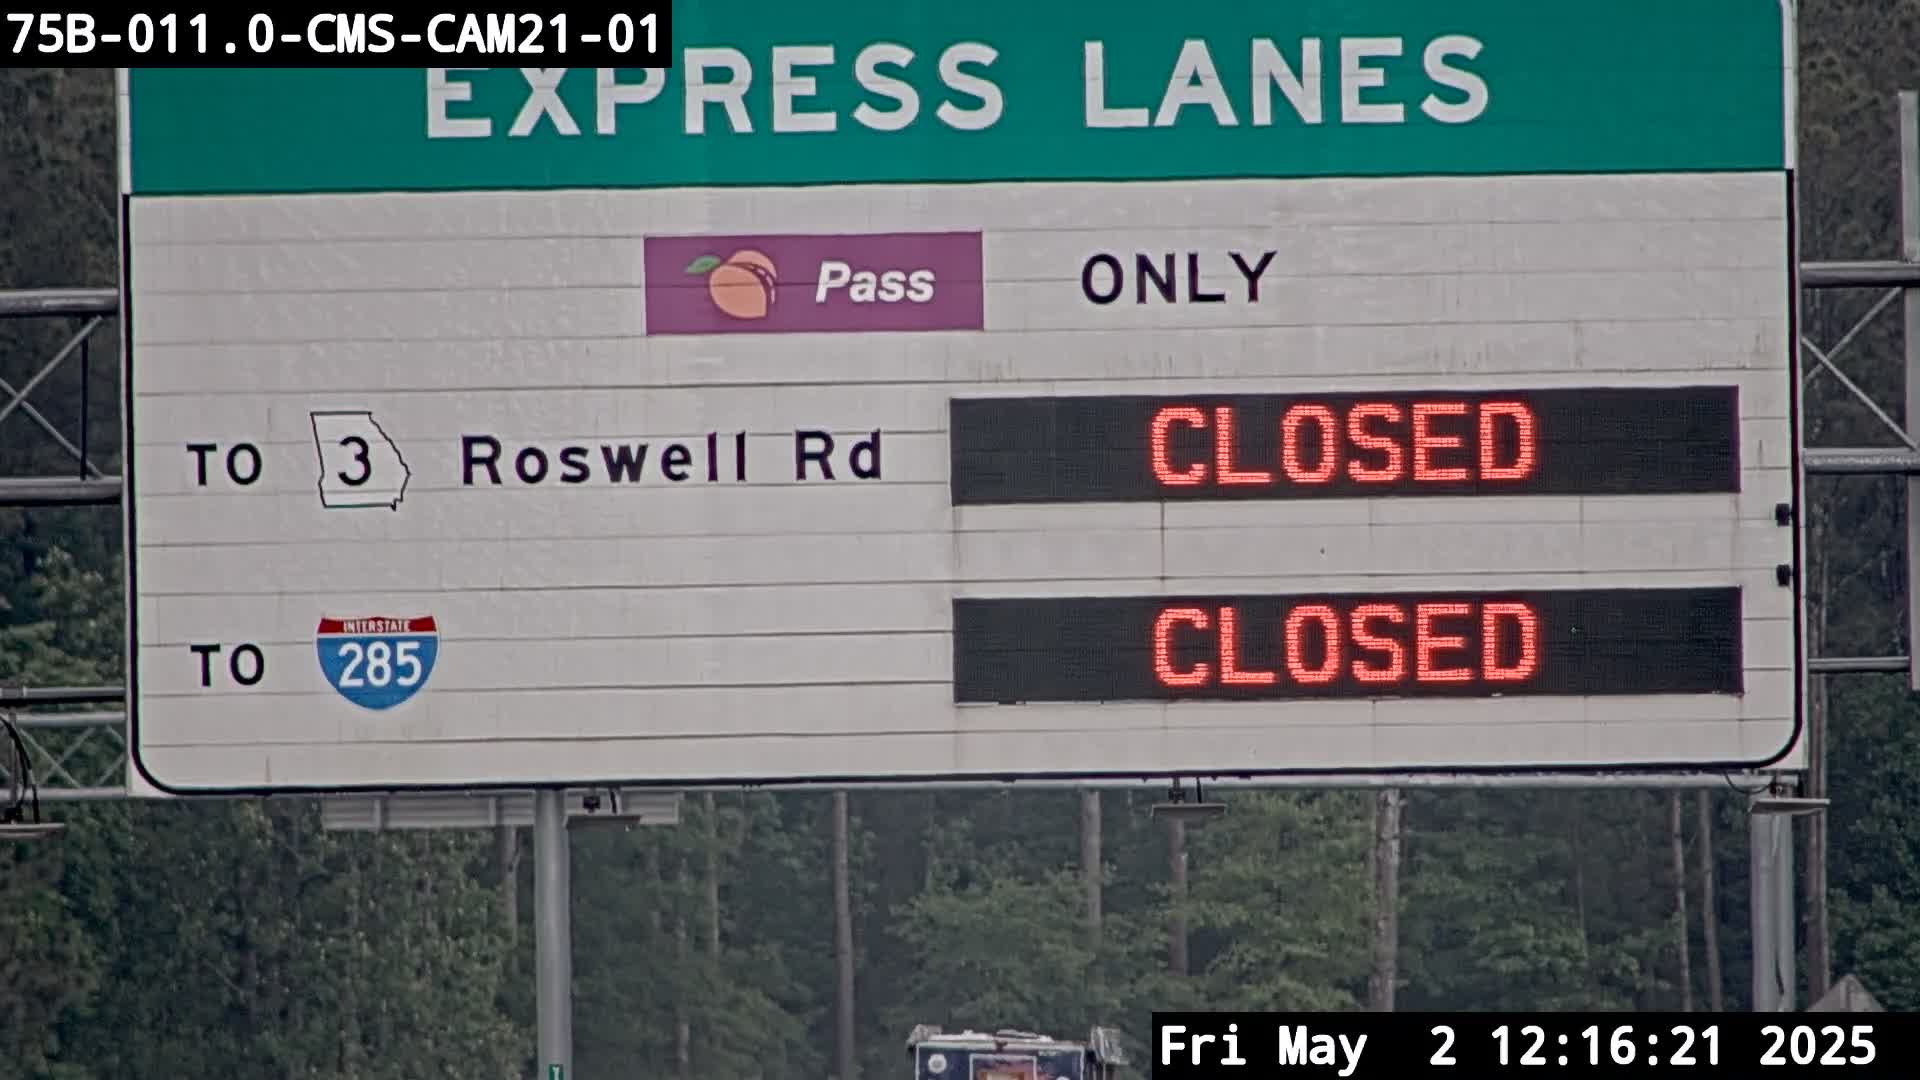 75B-011.0-CMS-CAM21-01
EXPRESS LANES
Pass ONLY
TO 3 Roswell Rd CLOSED
INTERSTATE
TO 285 CLOSED
Fri May 2 12:16:21 2025